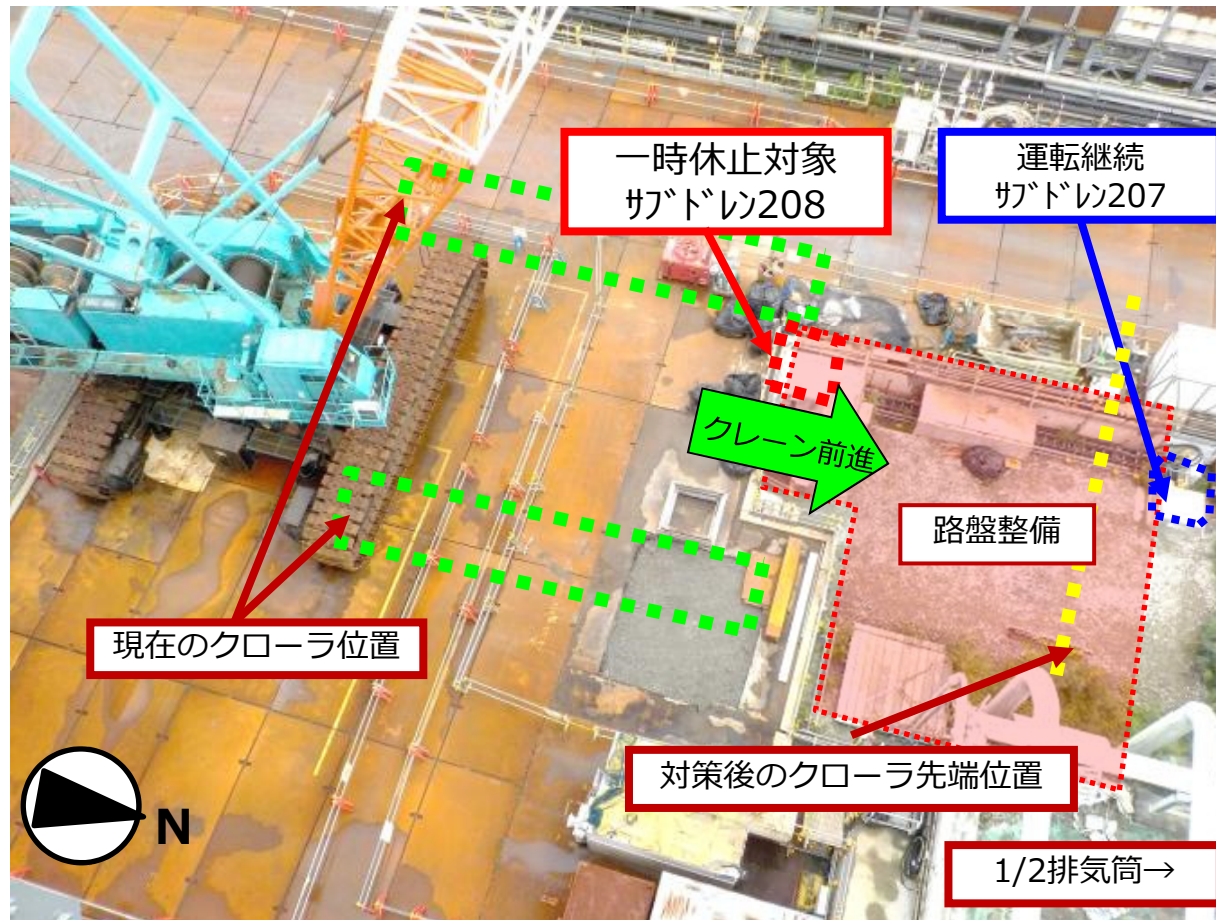 一時休止対象
ｻﾌﾞﾄﾞﾚﾝ208
運転継続
ｻﾌﾞﾄﾞﾚﾝ207
クレーン前進
路盤整備
現在のクローラ位置
対策後のクローラ先端位置
N
1/2排気筒→